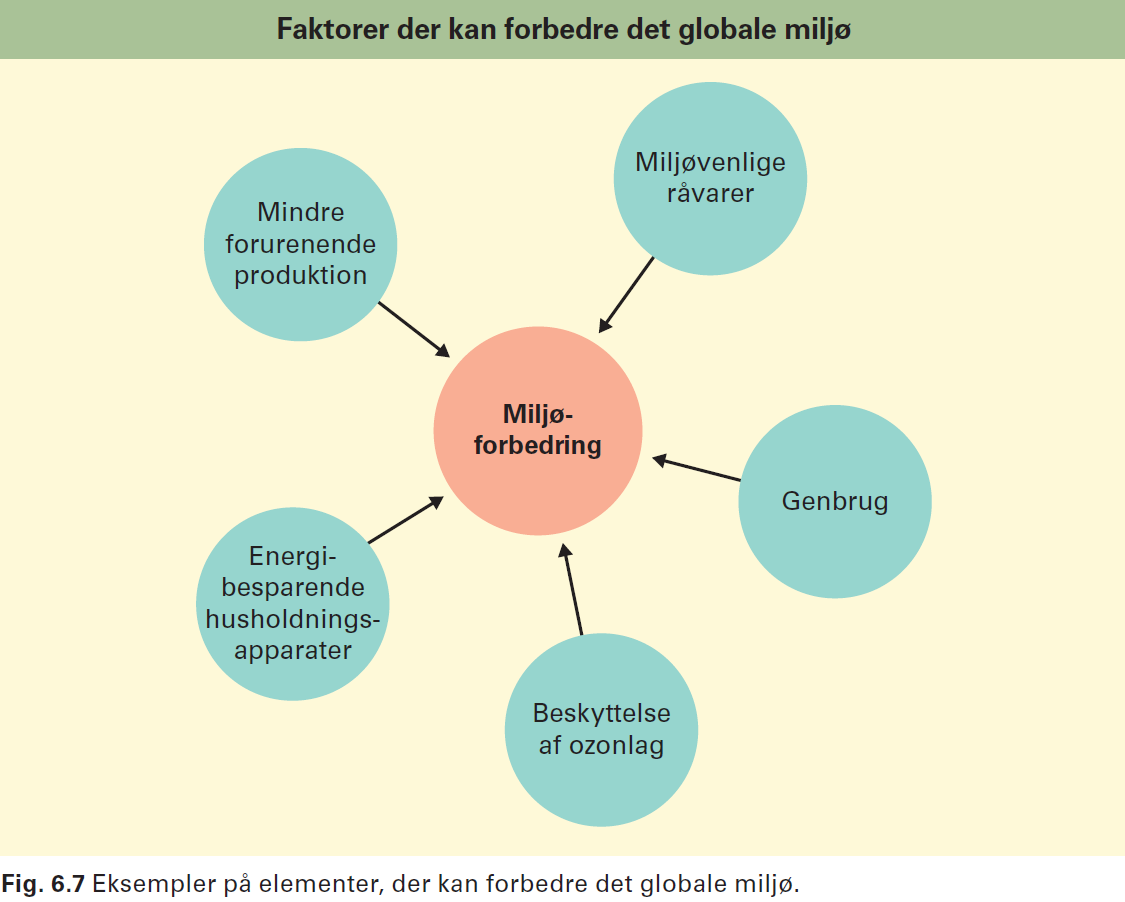 Faktorer der kan forbedre det globale miljø
Miljøvenlige
råvarer
Mindre
forurenende
produktion
Miljø-
forbedring
Genbrug
Energi-
besparende
husholdnings-
apparater
Beskyttelse
af ozonlag
Fig. 6.7 Eksempler på elementer, der kan forbedre det globale miljø.